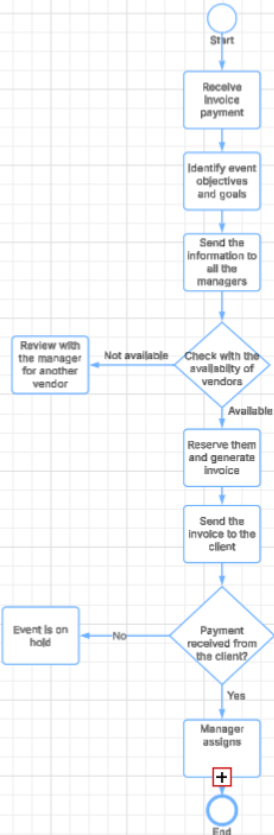 Start
Receive
invoice
payment
Identify event
objectives
and goals
Send the
information to
all the
managers
Review with
the manager
for another
vendor
Not available
Check with the
availability of
vendors
Available
Reserve them
and generate
invoice
Send the
invoice to the
client
Event is on
hold
No
Payment
received from
the client?
Yes
Manager
assigns
End